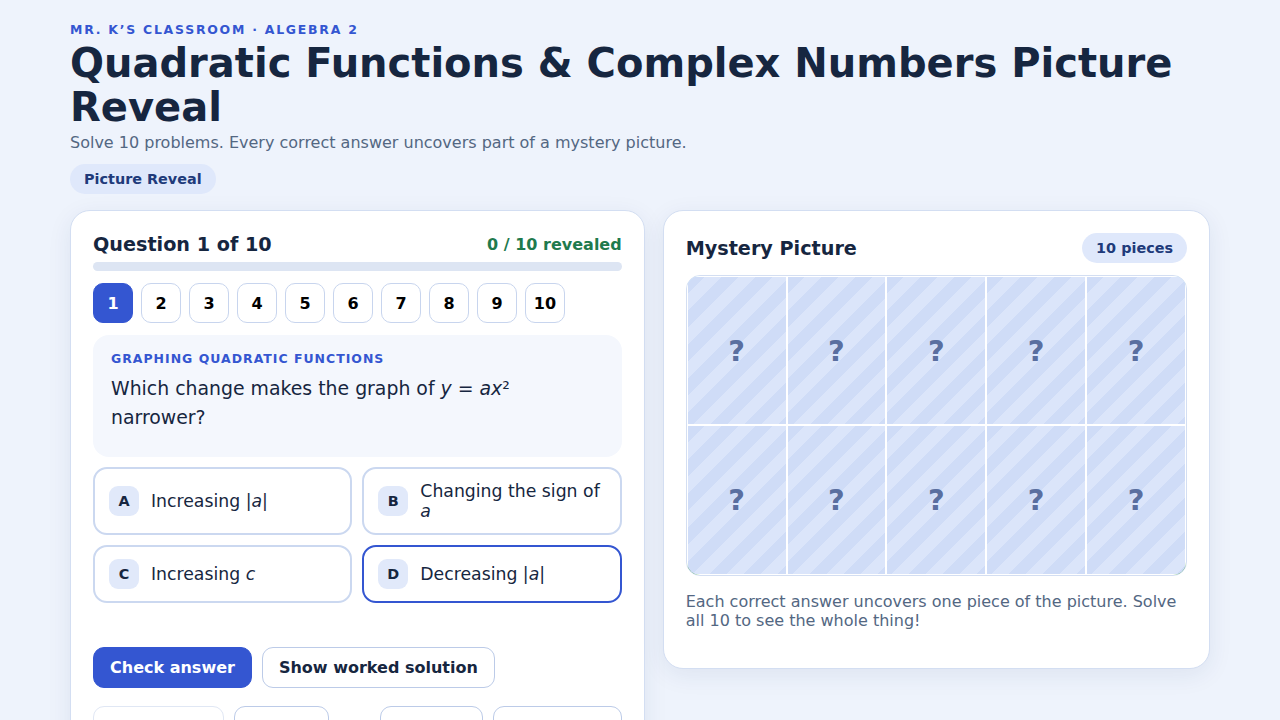 MR. K’S CLASSROOM · ALGEBRA 2
Quadratic Functions & Complex Numbers Picture
Reveal
Solve 10 problems. Every correct answer uncovers part of a mystery picture.
Picture Reveal
Question 1 of 10
0 / 10 revealed
1 2 3 4 5 6 7 8 9 10
GRAPHING QUADRATIC FUNCTIONS
Which change makes the graph of y = ax²
narrower?
A Increasing |a|
B Changing the sign of
a
C Increasing c
D Decreasing |a|
Check answer
Show worked solution
Mystery Picture
10 pieces
? ? ? ? ?
? ? ? ? ?
Each correct answer uncovers one piece of the picture. Solve
all 10 to see the whole thing!